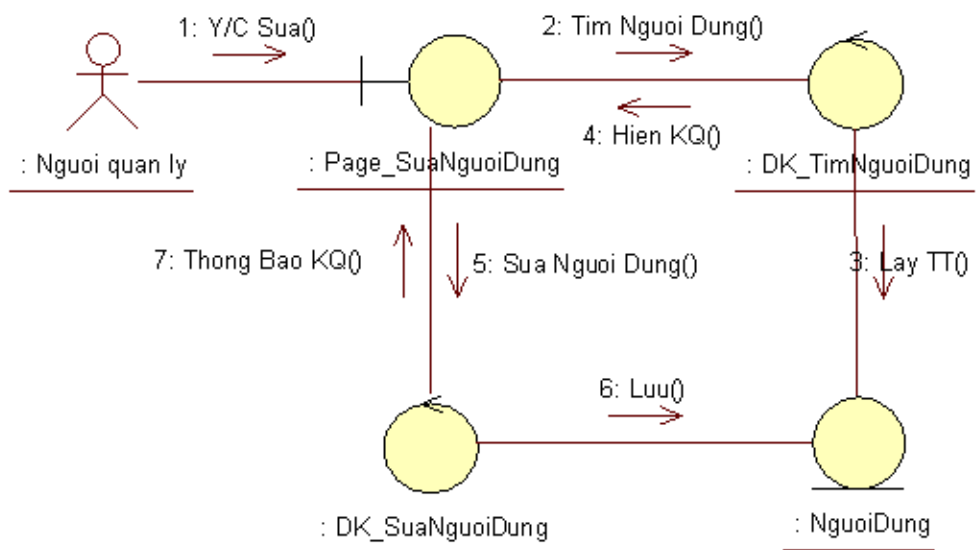 1: Y/C Sua()
2: Tim Nguoi Dung()
4: Hien KQ()
: Nguoi quan ly
: Page_SuaNguoiDung
: DK_TimNguoiDung
7: Thong Bao KQ()
5: Sua Nguoi Dung()
3: Lay TT()
6: Luu()
: DK_SuaNguoiDung
: NguoiDung